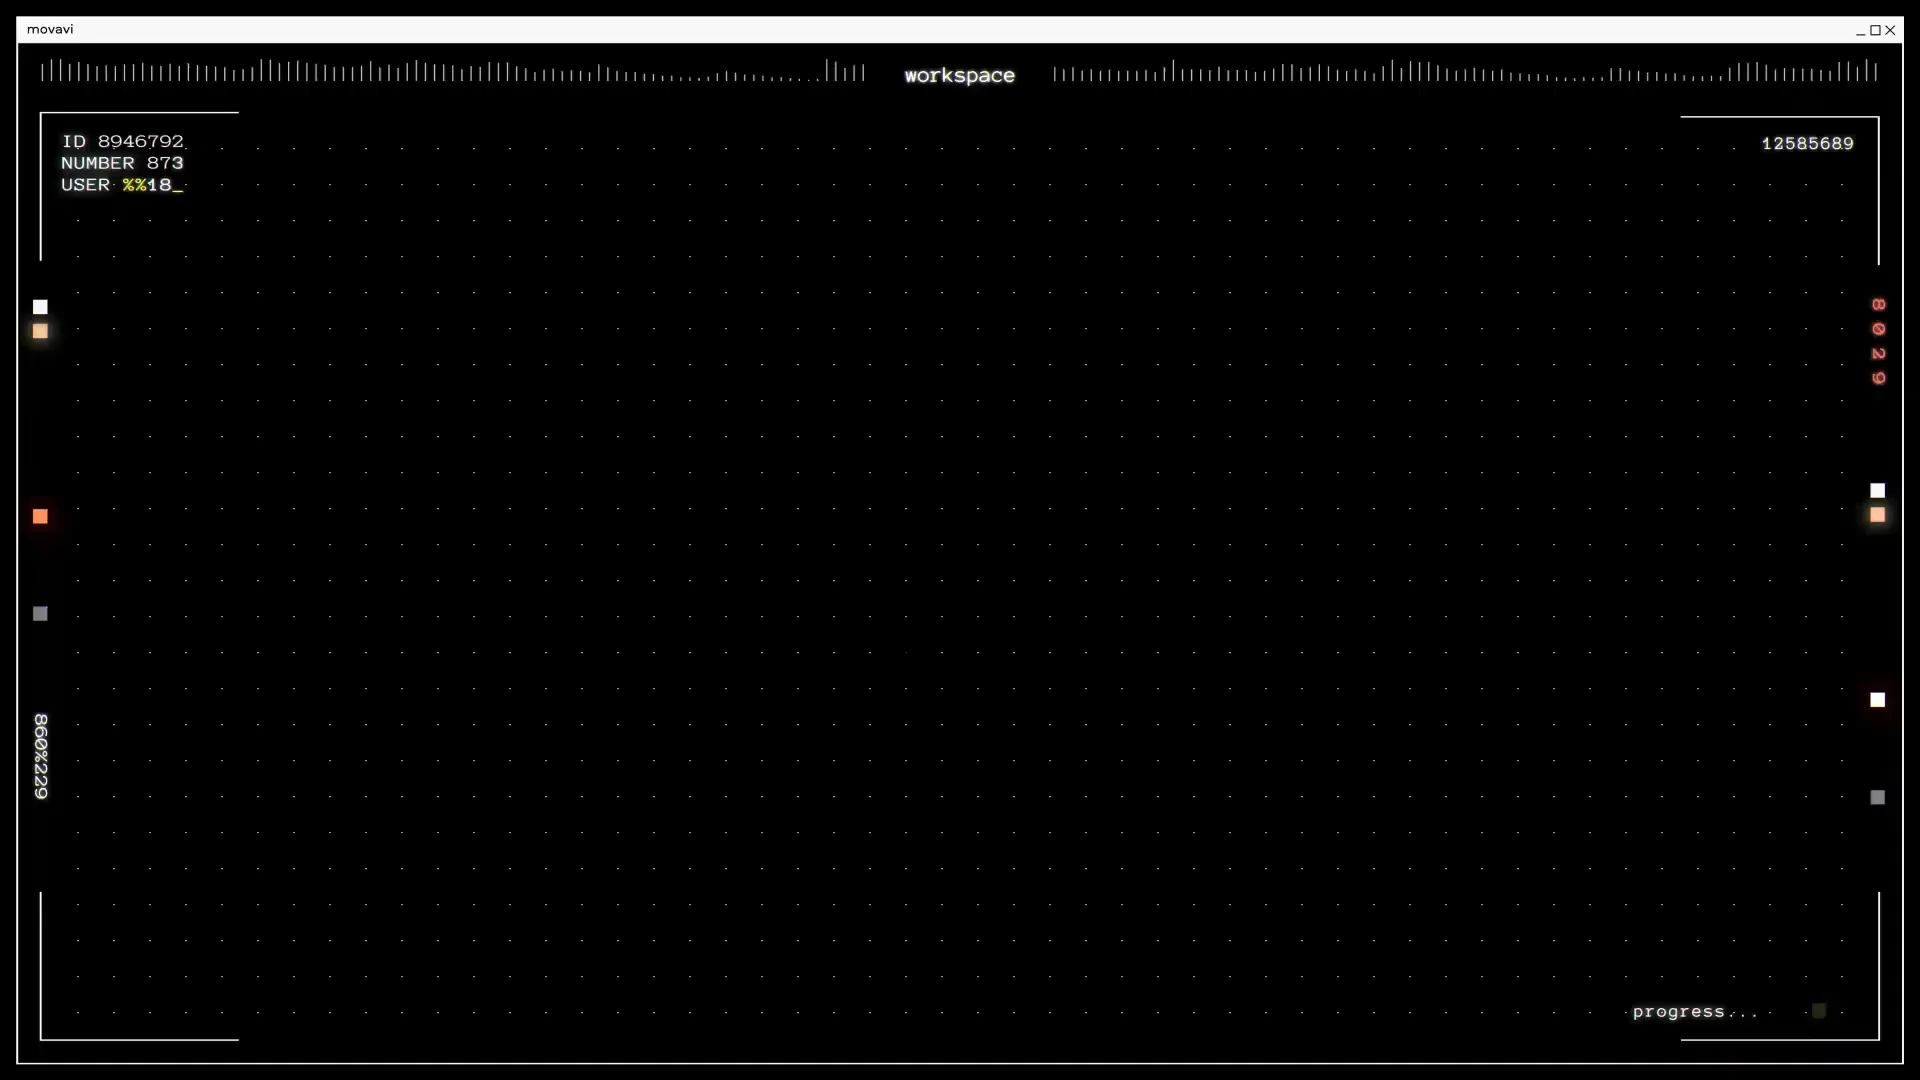 movavi
workspace
ID 8946792
NUMBER 873
USER %%18_
12585689
8029
860%229
progress...